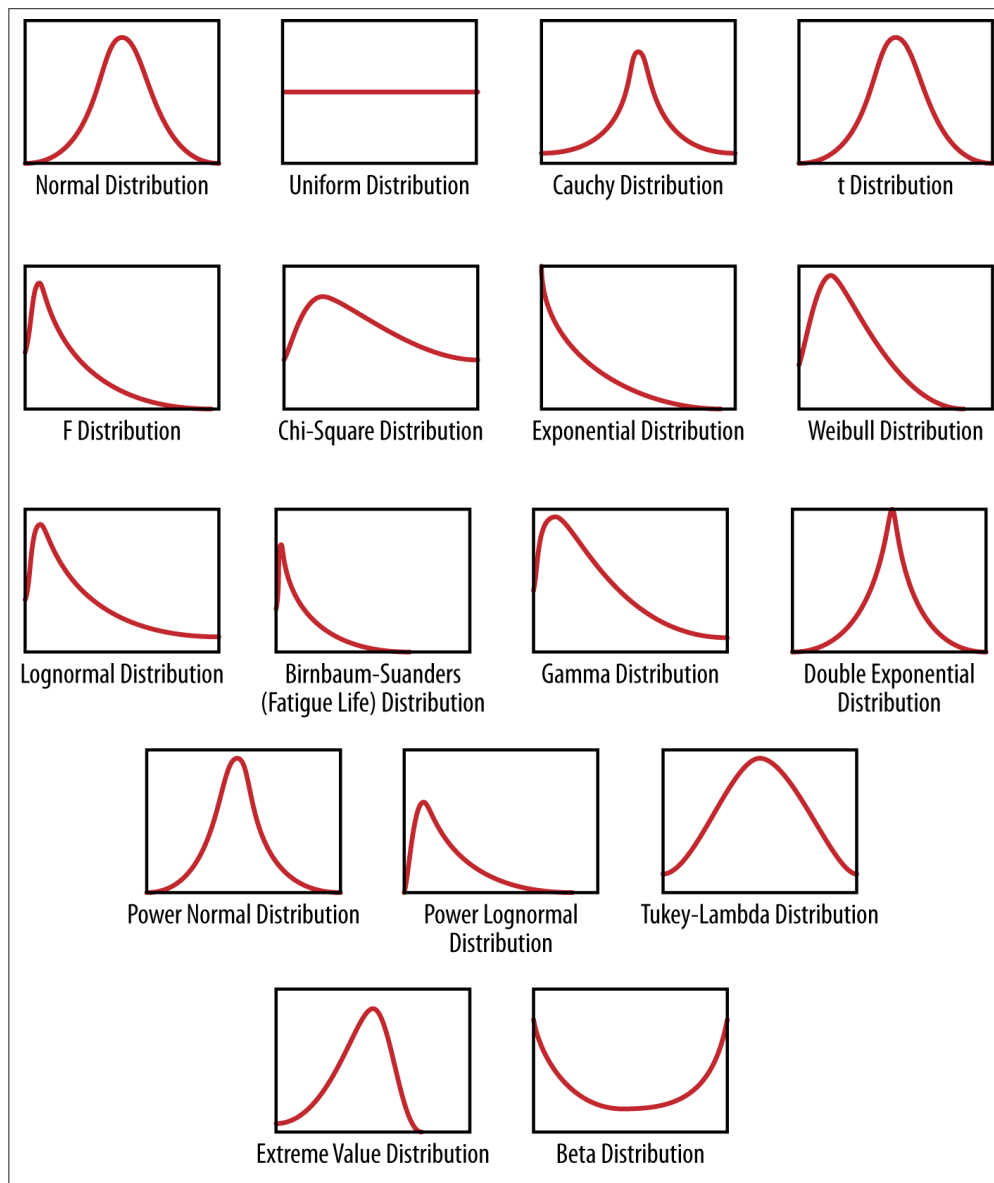 Normal Distribution
Uniform Distribution
Cauchy Distribution
t Distribution
F Distribution
Chi-Square Distribution
Exponential Distribution
Weibull Distribution
Lognormal Distribution
Birnbaum-Suanders
(Fatigue Life) Distribution
Gamma Distribution
Double Exponential
Distribution
Power Normal Distribution
Power Lognormal
Distribution
Tukey-Lambda Distribution
Extreme Value Distribution
Beta Distribution